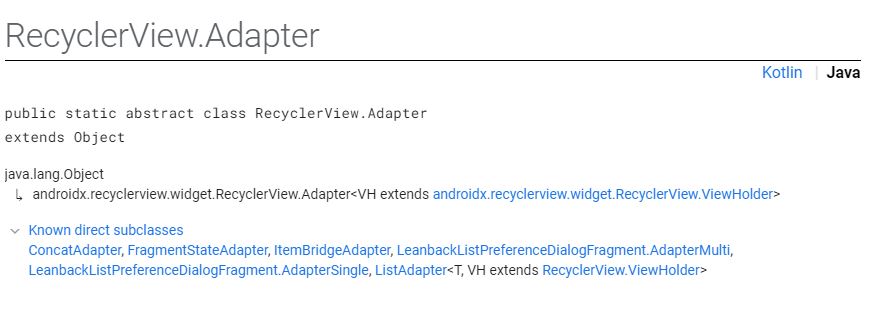 RecyclerView.Adapter
Kotlin | Java
public static abstract class RecyclerView.Adapter
extends Object
java.lang.Object
↳ androidx.recyclerview.widget.RecyclerView.Adapter<VH extends androidx.recyclerview.widget.RecyclerView.ViewHolder>
Known direct subclasses
ConcatAdapter, FragmentStateAdapter, ItemBridgeAdapter, LeanbackListPreferenceDialogFragment.AdapterMulti,
LeanbackListPreferenceDialogFragment.AdapterSingle, ListAdapter<T, VH extends RecyclerView.ViewHolder>